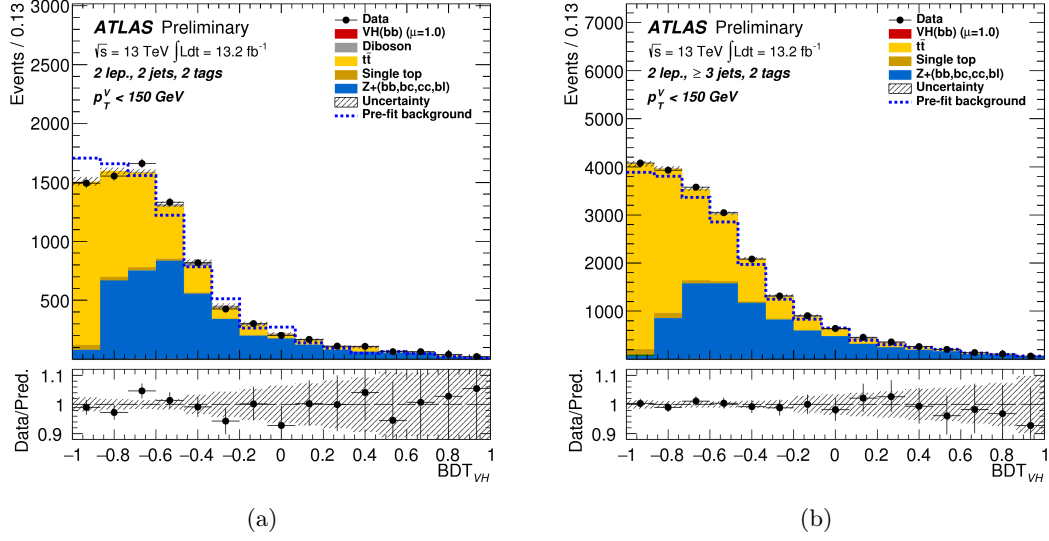 ATLAS Preliminary
√s = 13 TeV ∫Ldt = 13.2 fb⁻¹
2 lep., 2 jets, 2 tags
p_T^V < 150 GeV
Data
VH(bb) (μ=1.0)
Diboson
tt̄
Single top
Z+(bb,bc,cc,bl)
Uncertainty
Pre-fit background
Events / 0.13
3000
2500
2000
1500
1000
500
Data/Pred.
1.1
1
0.9
−1 −0.8 −0.6 −0.4 −0.2 0 0.2 0.4 0.6 0.8 1
BDT_VH
(a)
ATLAS Preliminary
√s = 13 TeV ∫Ldt = 13.2 fb⁻¹
2 lep., ≥ 3 jets, 2 tags
p_T^V < 150 GeV
Data
VH(bb) (μ=1.0)
Diboson
tt̄
Single top
Z+(bb,bc,cc,bl)
Uncertainty
Pre-fit background
Events / 0.13
7000
6000
5000
4000
3000
2000
1000
Data/Pred.
1.1
1
0.9
−1 −0.8 −0.6 −0.4 −0.2 0 0.2 0.4 0.6 0.8 1
BDT_VH
(b)